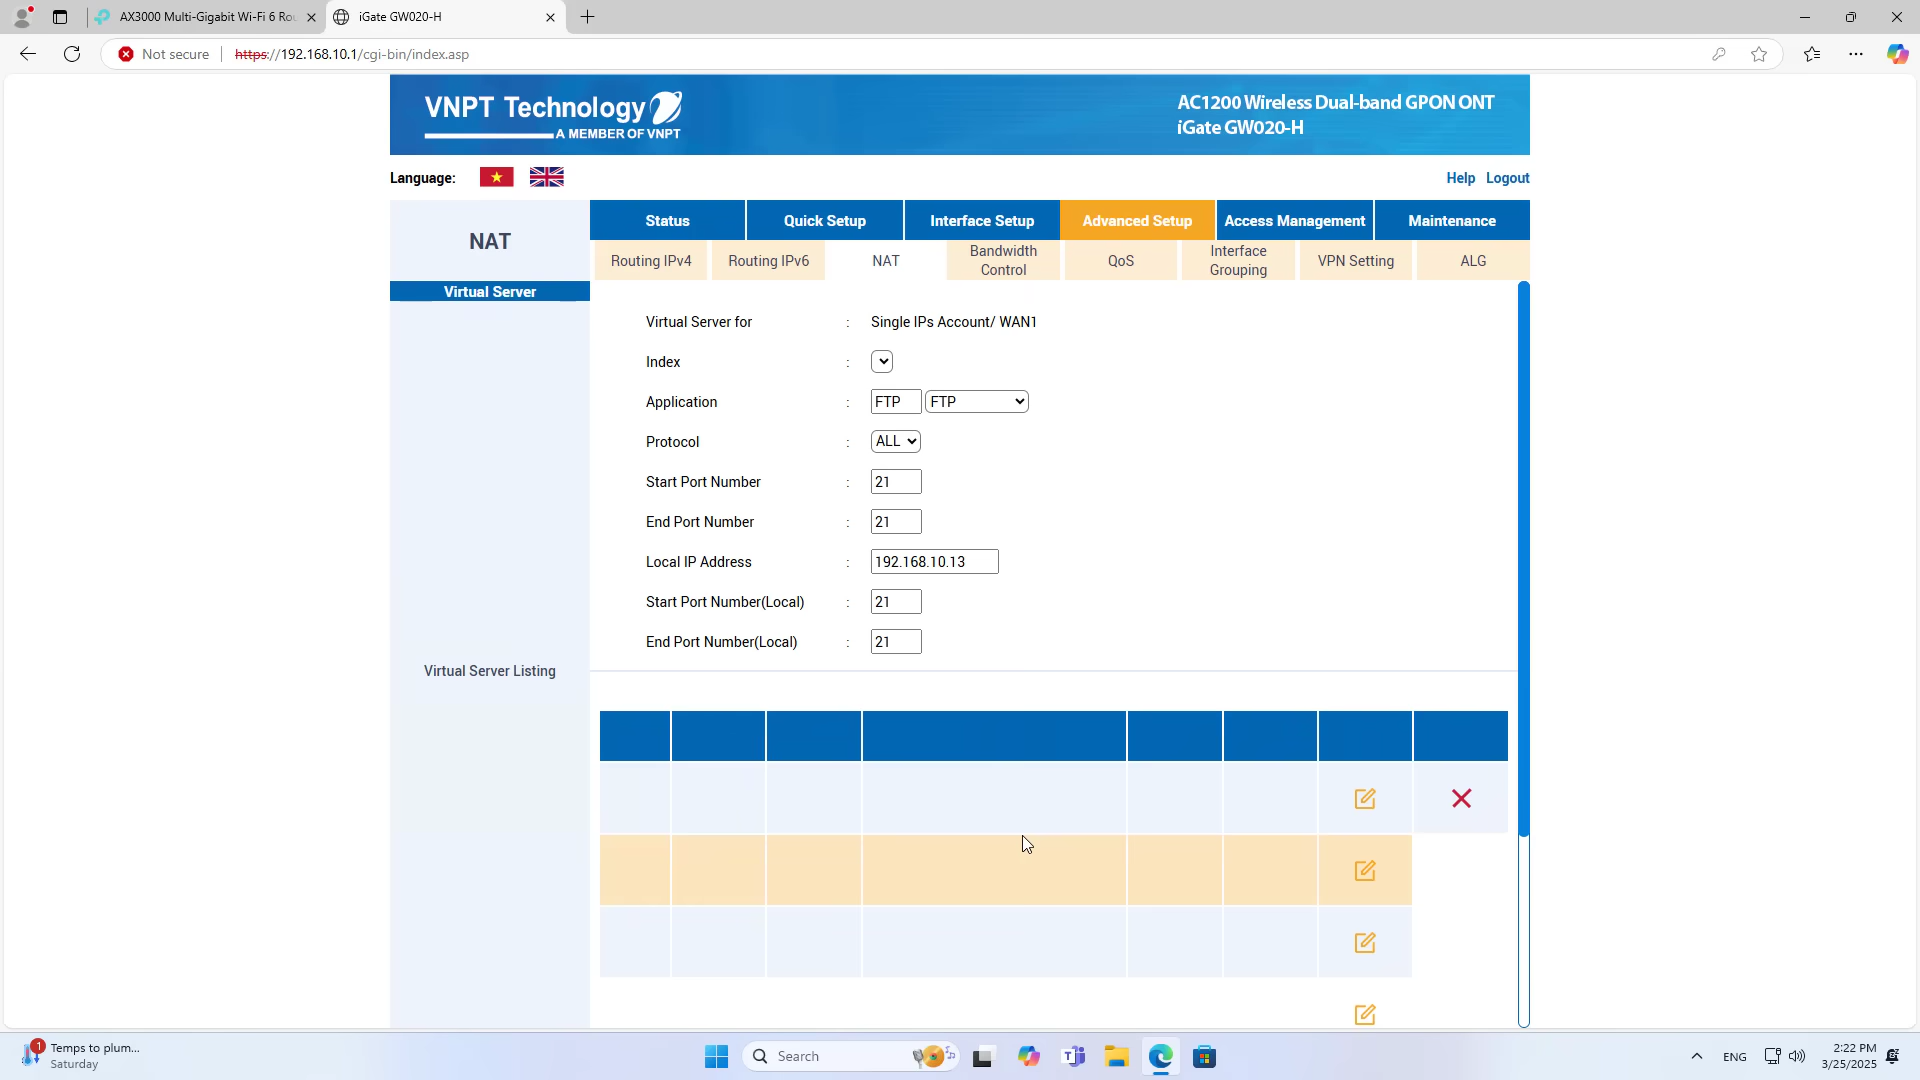 AX3000 Multi-Gigabit Wi-Fi 6 Rou
iGate GW020-H
Not secure
https://192.168.10.1/cgi-bin/index.asp
VNPT Technology
A MEMBER OF VNPT
AC1200 Wireless Dual-band GPON ONT
iGate GW020-H
Language:
Help Logout
NAT
Status Quick Setup Interface Setup Advanced Setup Access Management Maintenance
Routing IPv4 Routing IPv6 NAT Bandwidth Control QoS Interface Grouping VPN Setting ALG
Virtual Server
Virtual Server for : Single IPs Account/ WAN1
Index :
Application : FTP FTP
Protocol : ALL
Start Port Number : 21
End Port Number : 21
Local IP Address : 192.168.10.13
Start Port Number(Local) : 21
End Port Number(Local) : 21
Virtual Server Listing
1
Temps to plum...
Saturday
Search
ENG
2:22 PM
3/25/2025